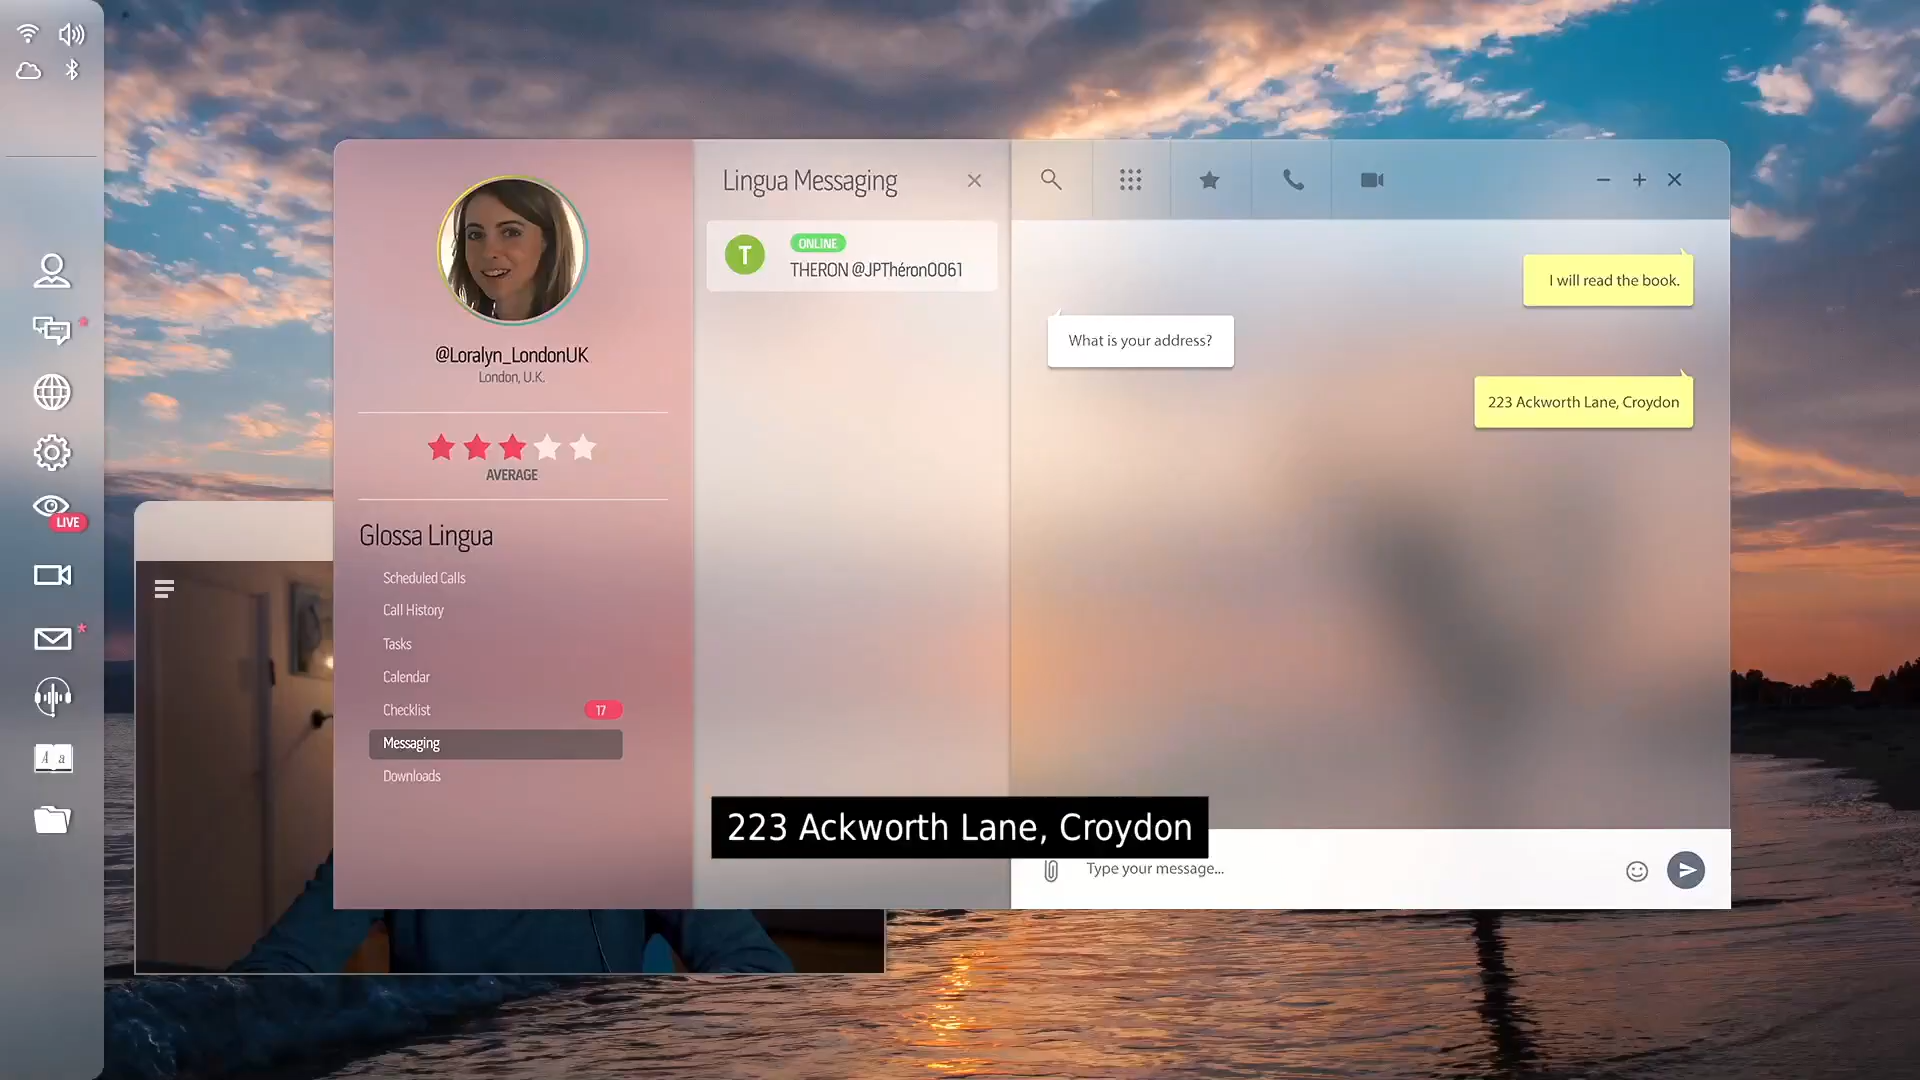 LIVE
A a
@Loralyn_LondonUK
London, U.K.
AVERAGE
Glossa Lingua
Scheduled Calls
Call History
Tasks
Calendar
Checklist 17
Messaging
Downloads
Lingua Messaging
T
ONLINE
THERON @JPThéron0061
I will read the book.
What is your address?
223 Ackworth Lane, Croydon
223 Ackworth Lane, Croydon
Type your message...